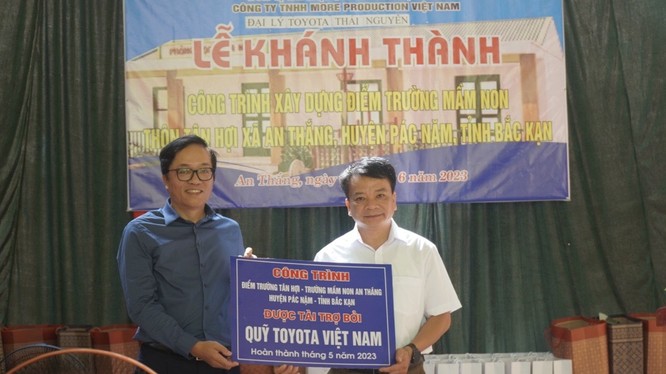 CÔNG TY TNHH MORE PRODUCTION VIỆT NAM
ĐẠI LÝ TOYOTA THÁI NGUYÊN
LỄ KHÁNH THÀNH
CÔNG TRÌNH XÂY DỰNG ĐIỂM TRƯỜNG MẦM NON
THÔN TÂN HỢI XÃ AN THẮNG, HUYỆN PÁC NẶM, TỈNH BẮC KẠN
An Thắng, ngày 6 năm 2023
CÔNG TRÌNH
ĐIỂM TRƯỜNG TÂN HỢI - TRƯỜNG MẦM NON AN THẮNG
HUYỆN PÁC NẶM - TỈNH BẮC KẠN
ĐƯỢC TÀI TRỢ BỞI
QUỸ TOYOTA VIỆT NAM
Hoàn thành tháng 5 năm 2023